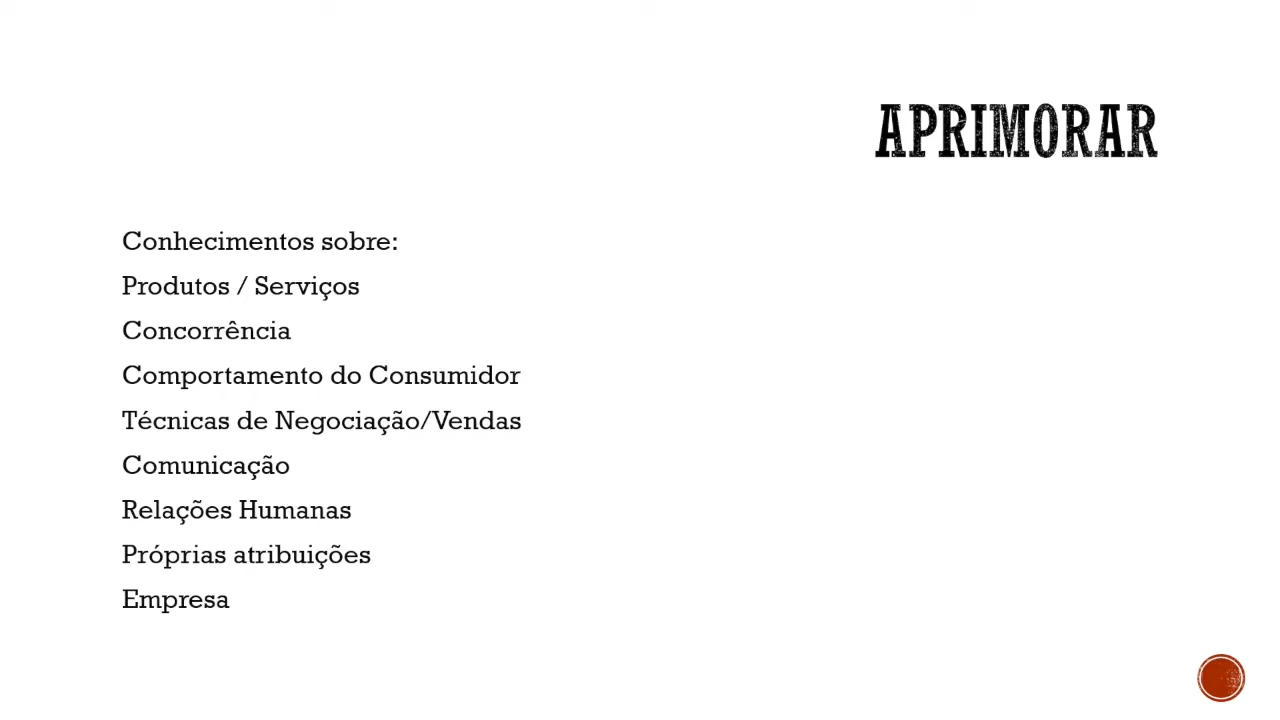 APRIMORAR
Conhecimentos sobre:
Produtos / Serviços
Concorrência
Comportamento do Consumidor
Técnicas de Negociação/Vendas
Comunicação
Relações Humanas
Próprias atribuições
Empresa